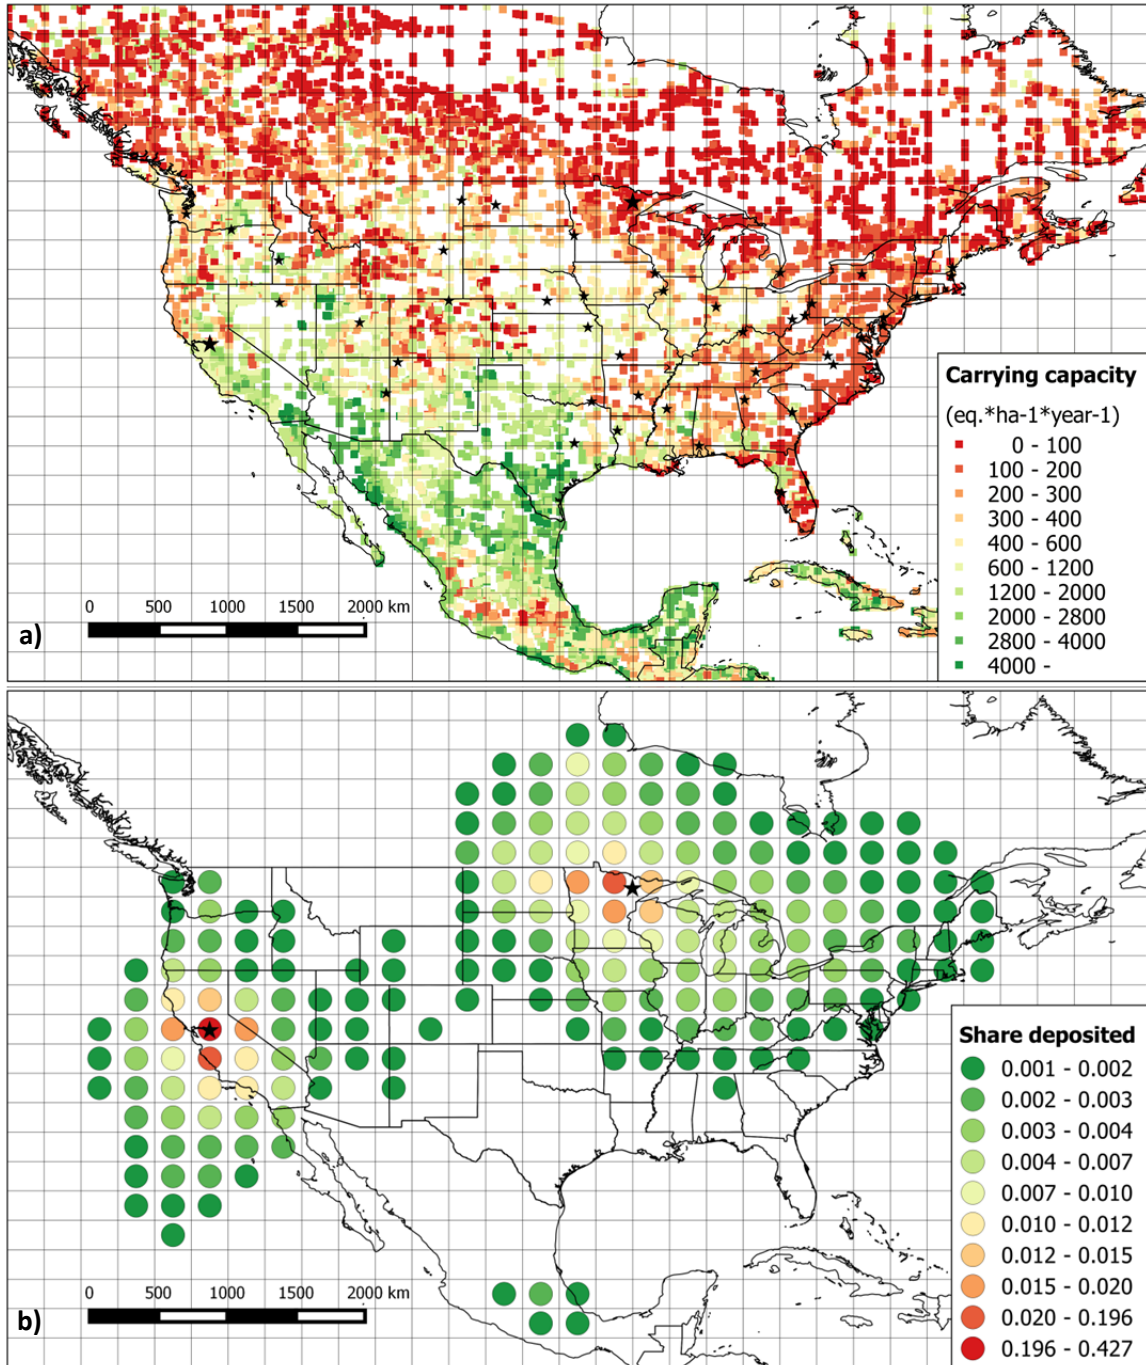 Carrying capacity
(eq.*ha-1*year-1)
0 - 100
100 - 200
200 - 300
300 - 400
400 - 600
600 - 1200
1200 - 2000
2000 - 2800
2800 - 4000
4000 -
0 500 1000 1500 2000 km
a)
Share deposited
0.001 - 0.002
0.002 - 0.003
0.003 - 0.004
0.004 - 0.007
0.007 - 0.010
0.010 - 0.012
0.012 - 0.015
0.015 - 0.020
0.020 - 0.196
0.196 - 0.427
0 500 1000 1500 2000 km
b)